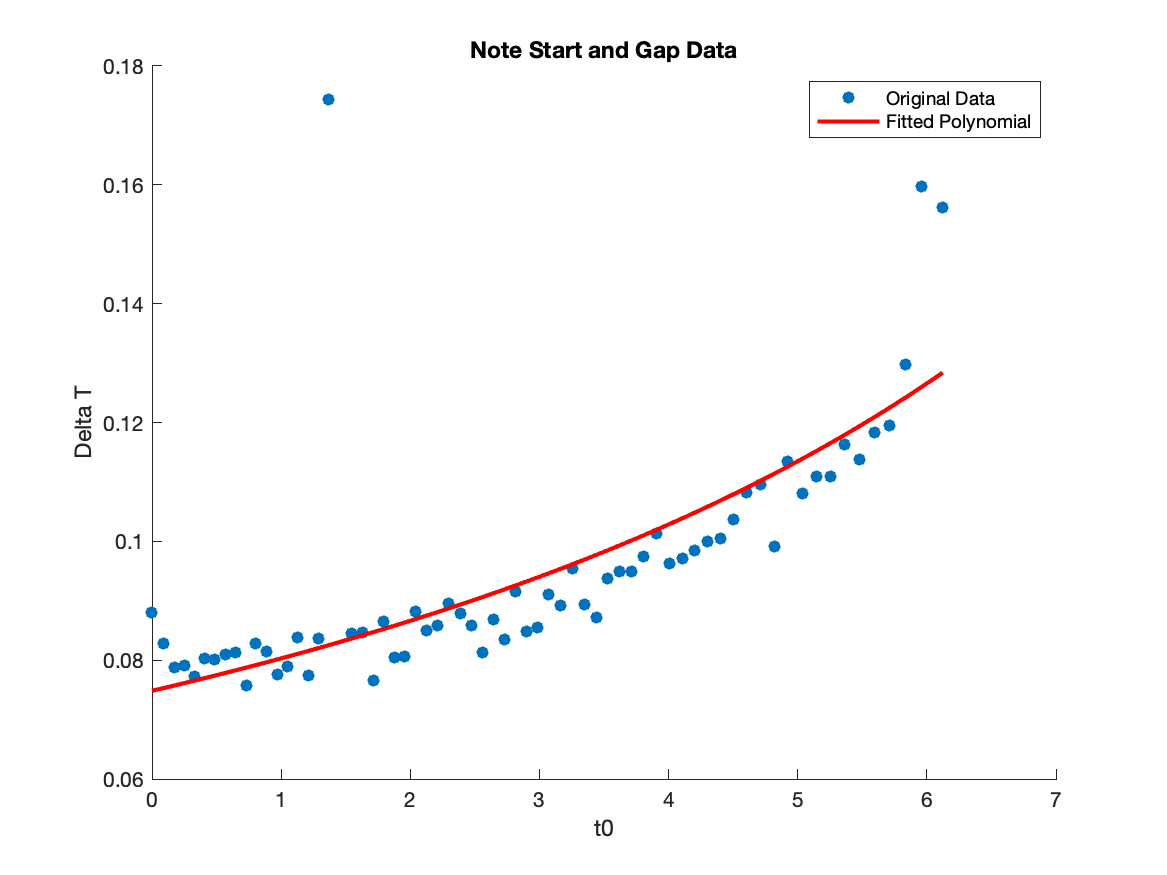 Note Start and Gap Data
Original Data
Fitted Polynomial
0.18
0.16
0.14
0.12
0.1
0.08
0.06
Delta T
0 1 2 3 4 5 6 7
t0